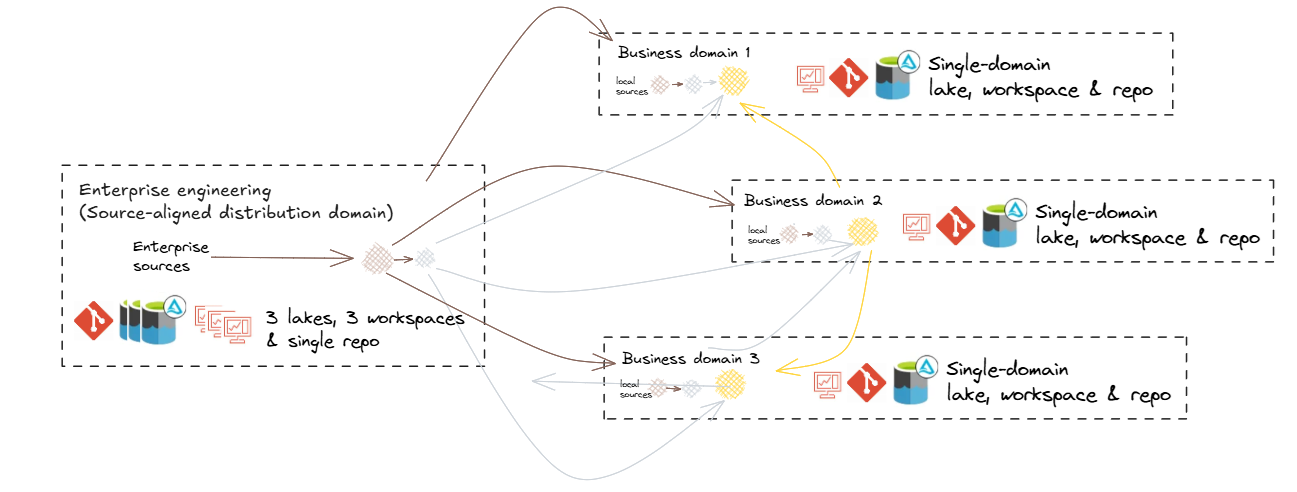 Business domain 1
local
sources
Single-domain
lake, workspace & repo
Enterprise engineering
(Source-aligned distribution domain)
Enterprise
sources
3 lakes, 3 workspaces
& single repo
Business domain 2
local
sources
Single-domain
lake, workspace & repo
Business domain 3
local
sources
Single-domain
lake, workspace & repo